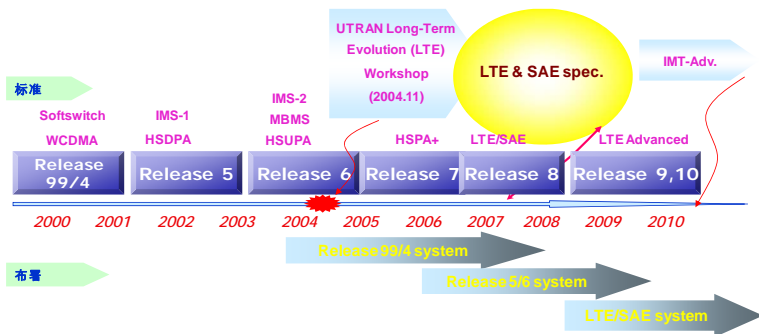 UTRAN Long-Term
Evolution (LTE)
Workshop
(2004.11)
LTE & SAE spec.
IMT-Adv.
标准
Softswitch
WCDMA
IMS-1
HSDPA
IMS-2
MBMS
HSUPA
HSPA+
LTE/SAE
LTE Advanced
Release
99/4
Release 5
Release 6
Release 7
Release 8
Release 9,10
2000
2001
2002
2003
2004
2005
2006
2007
2008
2009
2010
布署
Release 99/4 system
Release 5/6 system
LTE/SAE system